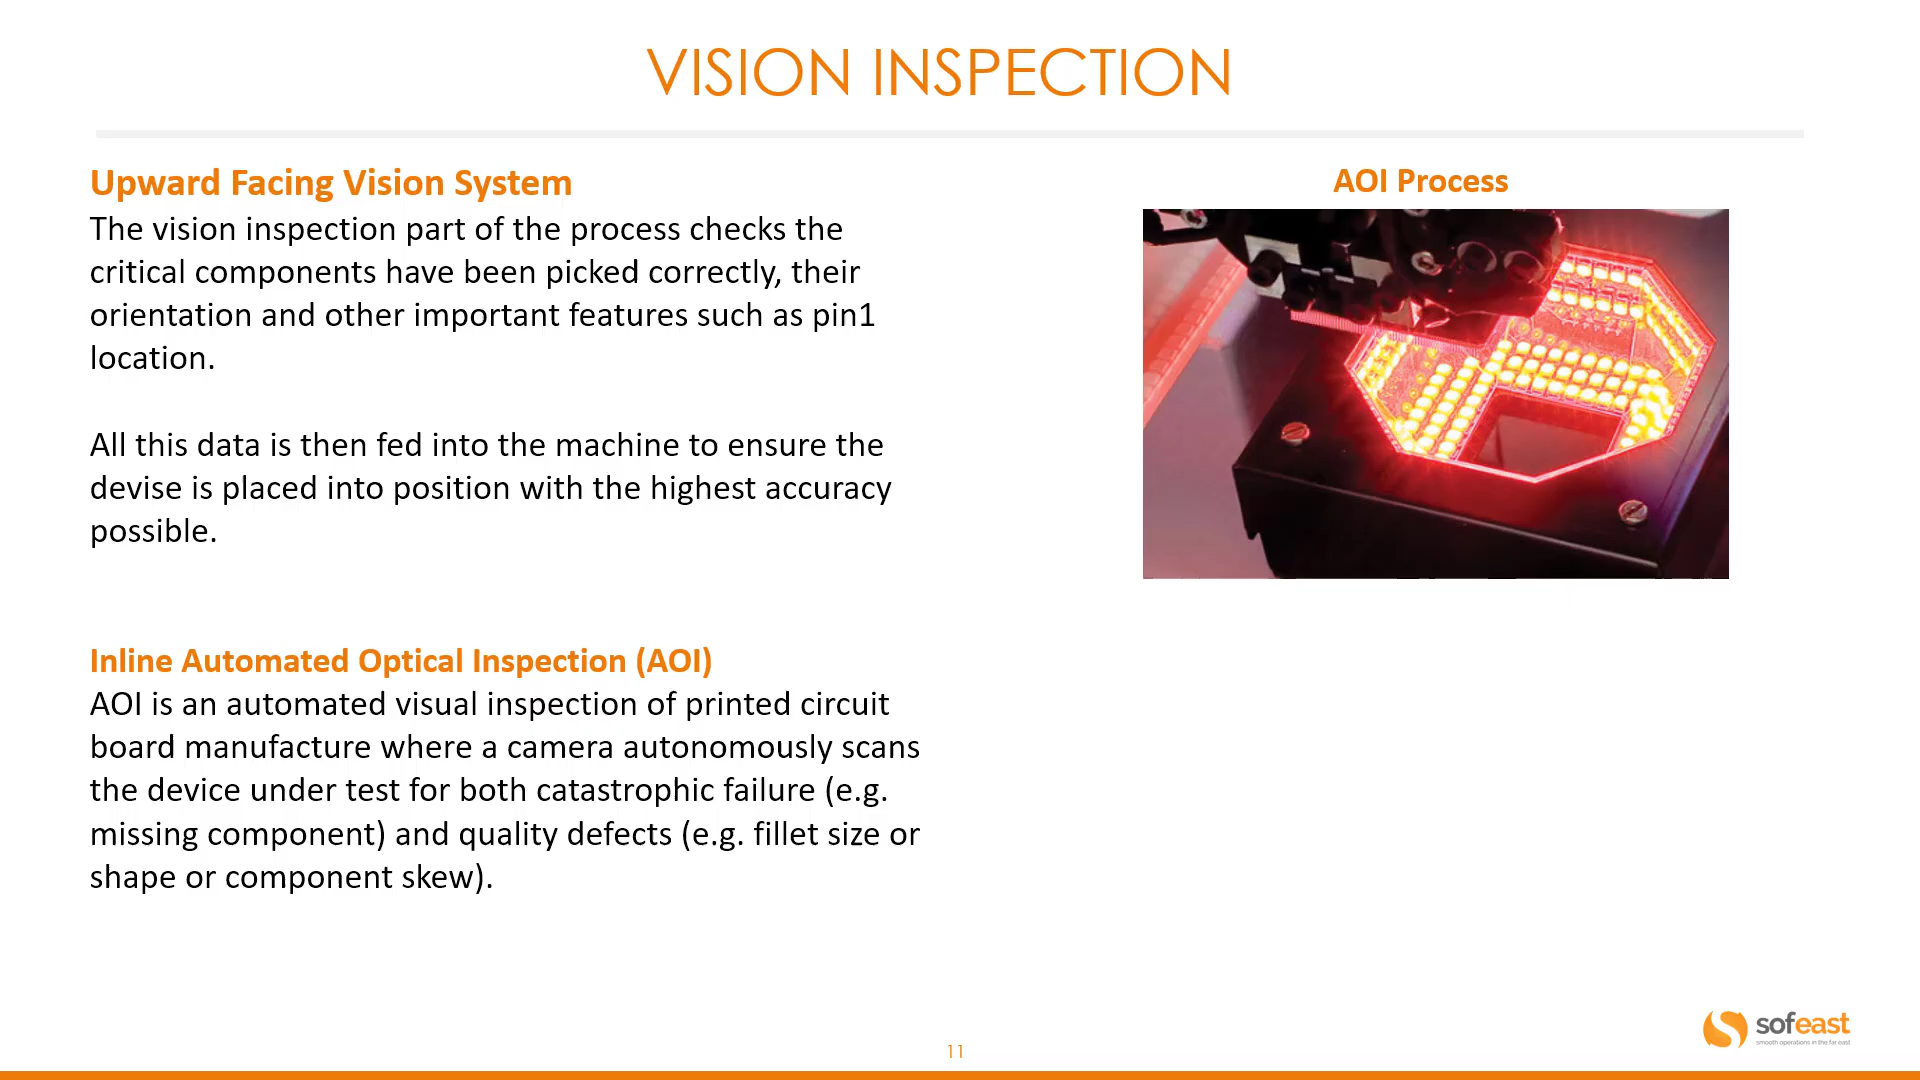 VISION INSPECTION
Upward Facing Vision System
The vision inspection part of the process checks the
critical components have been picked correctly, their
orientation and other important features such as pin1
location.
All this data is then fed into the machine to ensure the
devise is placed into position with the highest accuracy
possible.
Inline Automated Optical Inspection (AOI)
AOI is an automated visual inspection of printed circuit
board manufacture where a camera autonomously scans
the device under test for both catastrophic failure (e.g.
missing component) and quality defects (e.g. fillet size or
shape or component skew).
AOI Process
11
sofeast
smooth operations in the far east